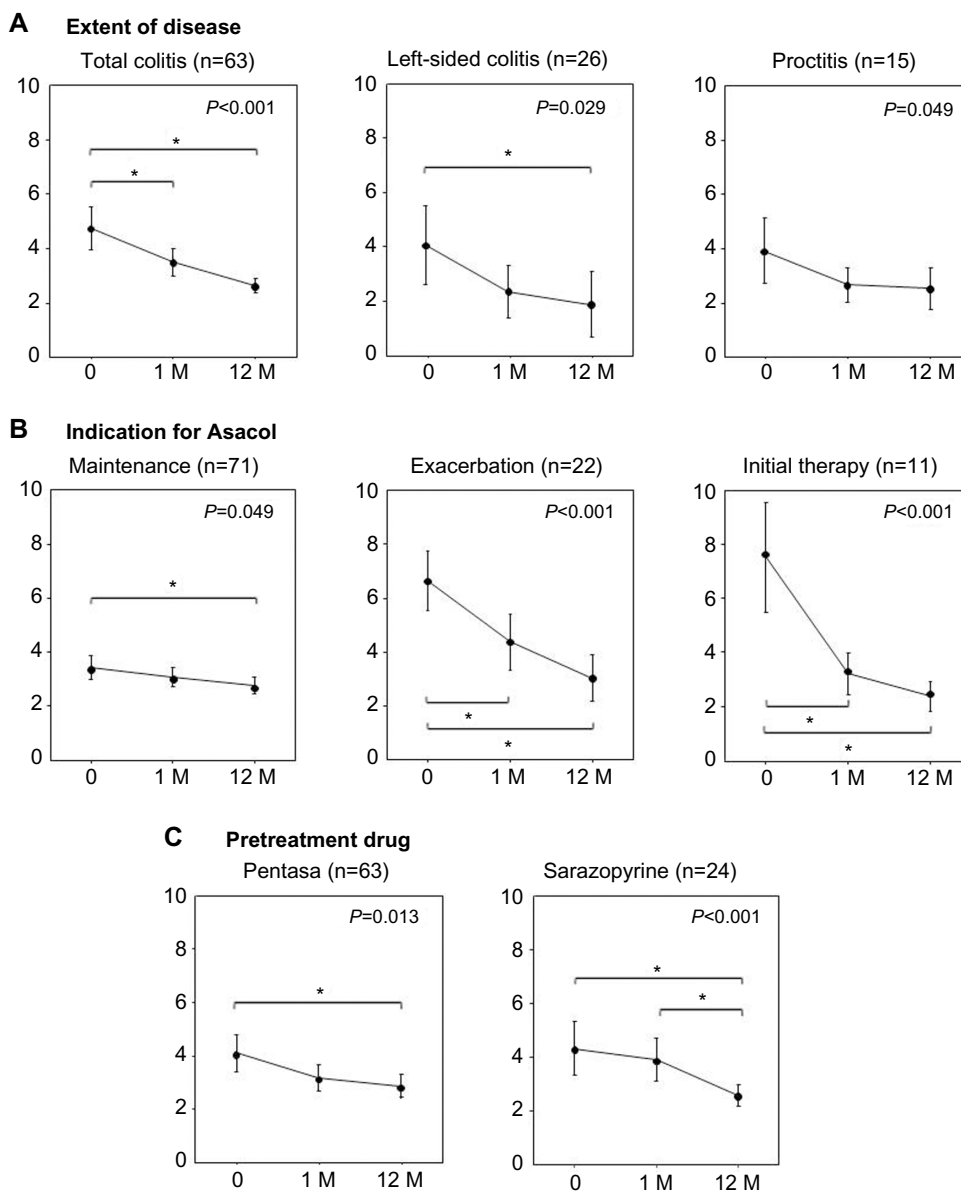 A Extent of disease
Total colitis (n=63)
Left-sided colitis (n=26)
Proctitis (n=15)
10
8
6
4
2
0
P<0.001
*
*
0 1 M 12 M
10
8
6
4
2
0
P=0.029
*
0 1 M 12 M
10
8
6
4
2
0
P=0.049
0 1 M 12 M
B Indication for Asacol
Maintenance (n=71)
Exacerbation (n=22)
Initial therapy (n=11)
10
8
6
4
2
0
P=0.049
*
0 1 M 12 M
10
8
6
4
2
0
P<0.001
*
*
0 1 M 12 M
10
8
6
4
2
0
P<0.001
*
*
0 1 M 12 M
C Pretreatment drug
Pentasa (n=63)
Sarazopyrine (n=24)
10
8
6
4
2
0
P=0.013
*
0 1 M 12 M
10
8
6
4
2
0
P<0.001
*
*
0 1 M 12 M